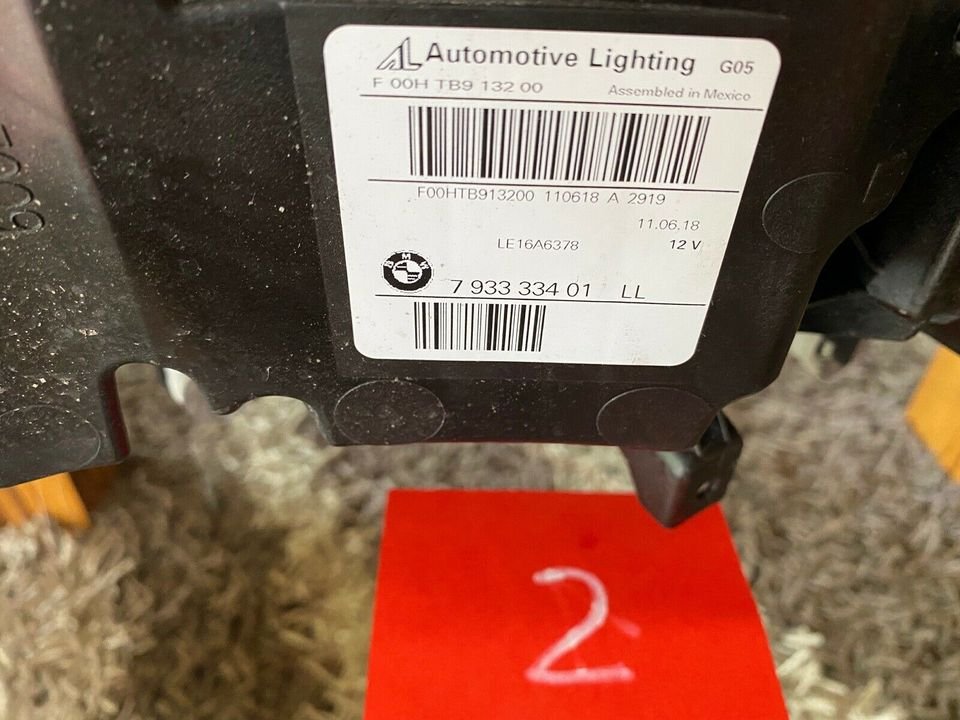 AL Automotive Lighting G05
F 00H TB9 132 00 Assembled in Mexico
F00HTB913200 110618 A 2919
11.06.18
LE16A6378 12 V
BMW
7 933 334 01 LL
2